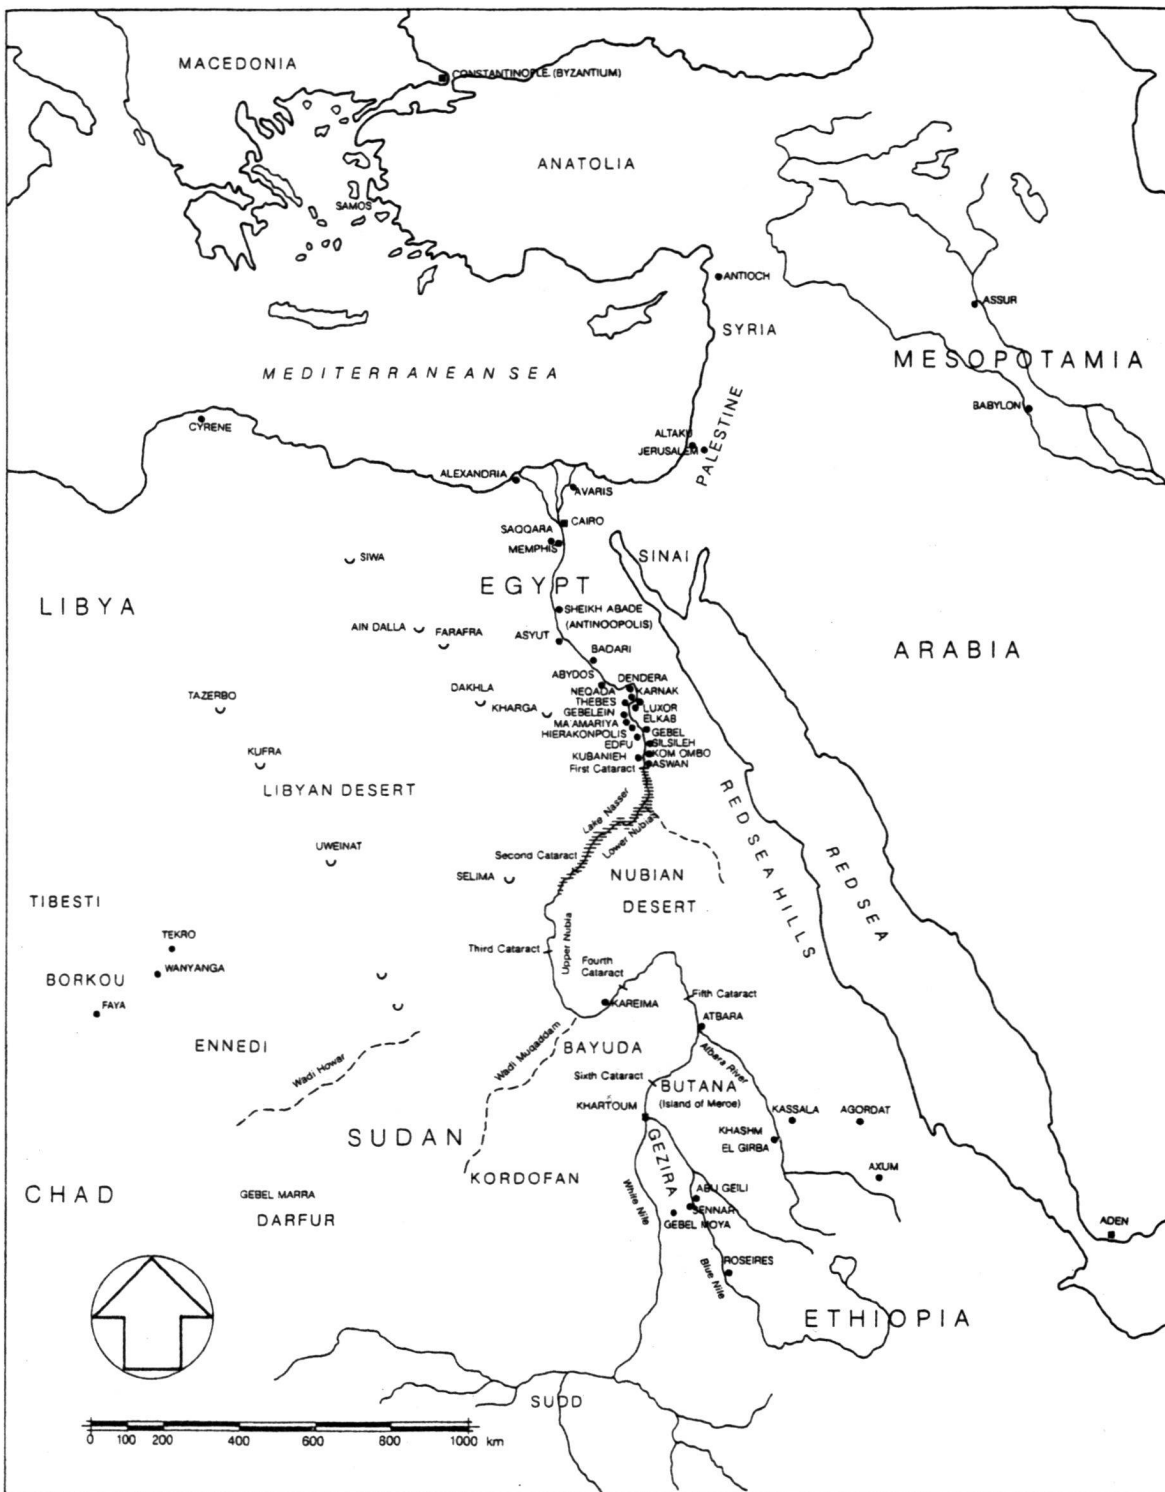 MACEDONIA
CONSTANTINOPLE (BYZANTIUM)
ANATOLIA
SAMOS
ANTIOCH
ASSUR
SYRIA
MESOPOTAMIA
MEDITERRANEAN SEA
BABYLON
CYRENE
PALESTINE
ALTAKU
JERUSALEM
ALEXANDRIA
AVARIS
CAIRO
SAQQARA
MEMPHIS
SIWA
SINAI
EGYPT
LIBYA
SHEIKH ABADE
(ANTINOOPOLIS)
AIN DALLA
FARAFRA
ASYUT
ARABIA
BADARI
ABYDOS
DENDERA
DAKHLA
NEQADA
KARNAK
TAZERBO
KHARGA
THEBES
LUXOR
GEBELEIN
ELKAB
MA'AMARIYA
HIERAKONPOLIS
GEBEL
SILSILEH
EDFU
KUFRA
KUBANIEH
KOM OMBO
First Cataract
ASWAN
LIBYAN DESERT
Lake Nasser
Lower Nubia
RED SEA HILLS
RED SEA
UWEINAT
Second Cataract
SELIMA
NUBIAN
DESERT
TIBESTI
TEKRO
Third Cataract
Upper Nubia
Fourth
Cataract
BORKOU
WANYANGA
FAYA
KAREIMA
Fifth Cataract
ATBARA
ENNEDI
Wadi Howar
Wadi Muqaddam
BAYUDA
Atbara River
Sixth Cataract
BUTANA
(Island of Meroe)
KHARTOUM
KASSALA
AGORDAT
SUDAN
GEZIRA
KHASHM
EL GIRBA
KORDOFAN
AXUM
CHAD
GEBEL MARRA
DARFUR
White Nile
ABU GEILI
SENNAR
GEBEL MOYA
ADEN
Blue Nile
ROSEIRES
ETHIOPIA
SUDD
0 100 200 400 600 800 1000 km